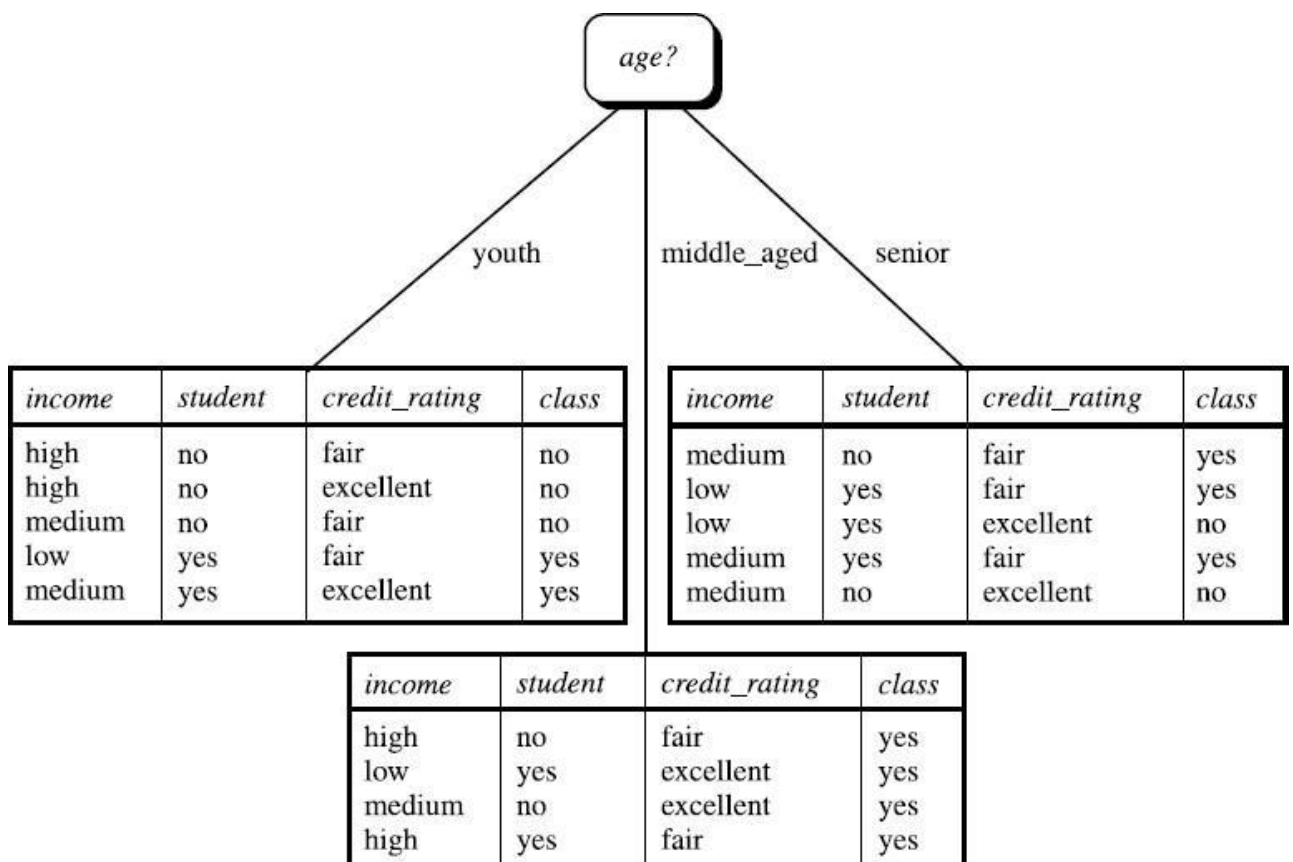 age?
youth middle_aged senior
income student credit_rating class
high no fair no
high no excellent no
medium no fair no
low yes fair yes
medium yes excellent yes
income student credit_rating class
medium no fair yes
low yes fair yes
low yes excellent no
medium yes fair yes
medium no excellent no
income student credit_rating class
high no fair yes
low yes excellent yes
medium no excellent yes
high yes fair yes